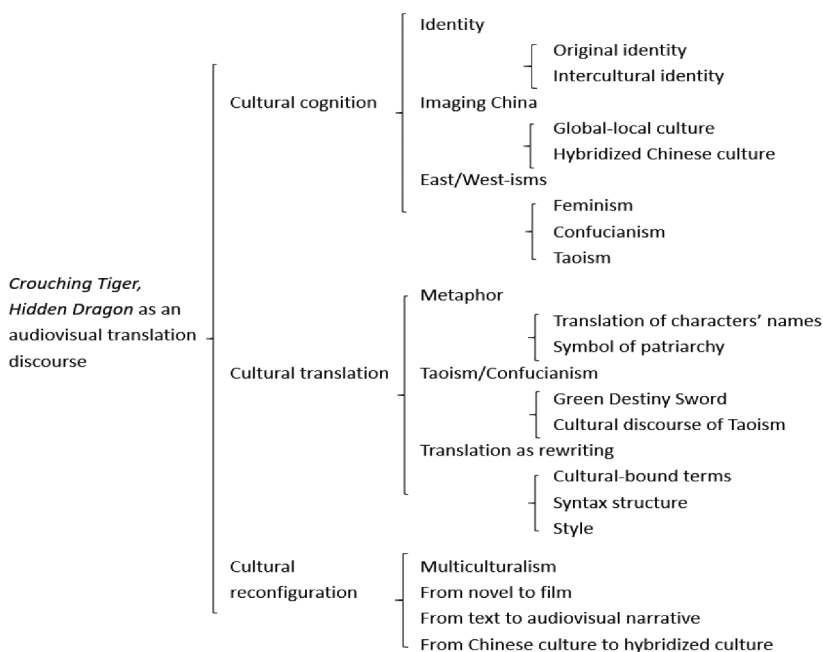 Crouching Tiger,
Hidden Dragon as an
audiovisual translation
discourse
Cultural cognition
Identity
Original identity
Intercultural identity
Imaging China
Global-local culture
Hybridized Chinese culture
East/West-isms
Feminism
Confucianism
Taoism
Cultural translation
Metaphor
Translation of characters’ names
Symbol of patriarchy
Taoism/Confucianism
Green Destiny Sword
Cultural discourse of Taoism
Translation as rewriting
Cultural-bound terms
Syntax structure
Style
Cultural
reconfiguration
Multiculturalism
From novel to film
From text to audiovisual narrative
From Chinese culture to hybridized culture